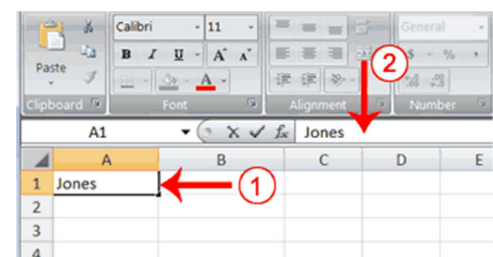 Calibri 11 General
B I U A A
Paste A $ % ,
Clipboard Font Alignment Number
2
A1 fx Jones
A B C D E
1 Jones 1
2
3
4